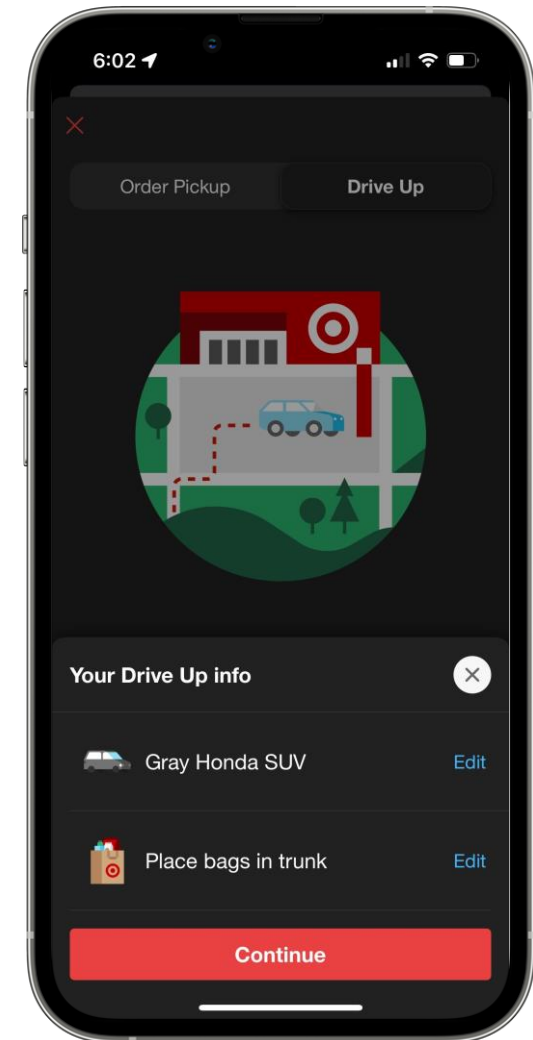 6:02
Order Pickup
Drive Up
Your Drive Up info
Gray Honda SUV
Edit
Place bags in trunk
Edit
Continue